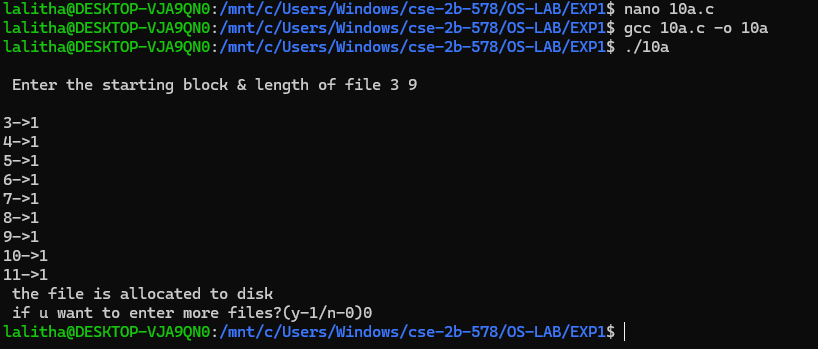 lalitha@DESKTOP-VJA9QN0:/mnt/c/Users/Windows/cse-2b-578/OS-LAB/EXP1$ nano 10a.c
lalitha@DESKTOP-VJA9QN0:/mnt/c/Users/Windows/cse-2b-578/OS-LAB/EXP1$ gcc 10a.c -o 10a
lalitha@DESKTOP-VJA9QN0:/mnt/c/Users/Windows/cse-2b-578/OS-LAB/EXP1$ ./10a
Enter the starting block & length of file 3 9
3->1
4->1
5->1
6->1
7->1
8->1
9->1
10->1
11->1
the file is allocated to disk
if u want to enter more files?(y-1/n-0)0
lalitha@DESKTOP-VJA9QN0:/mnt/c/Users/Windows/cse-2b-578/OS-LAB/EXP1$